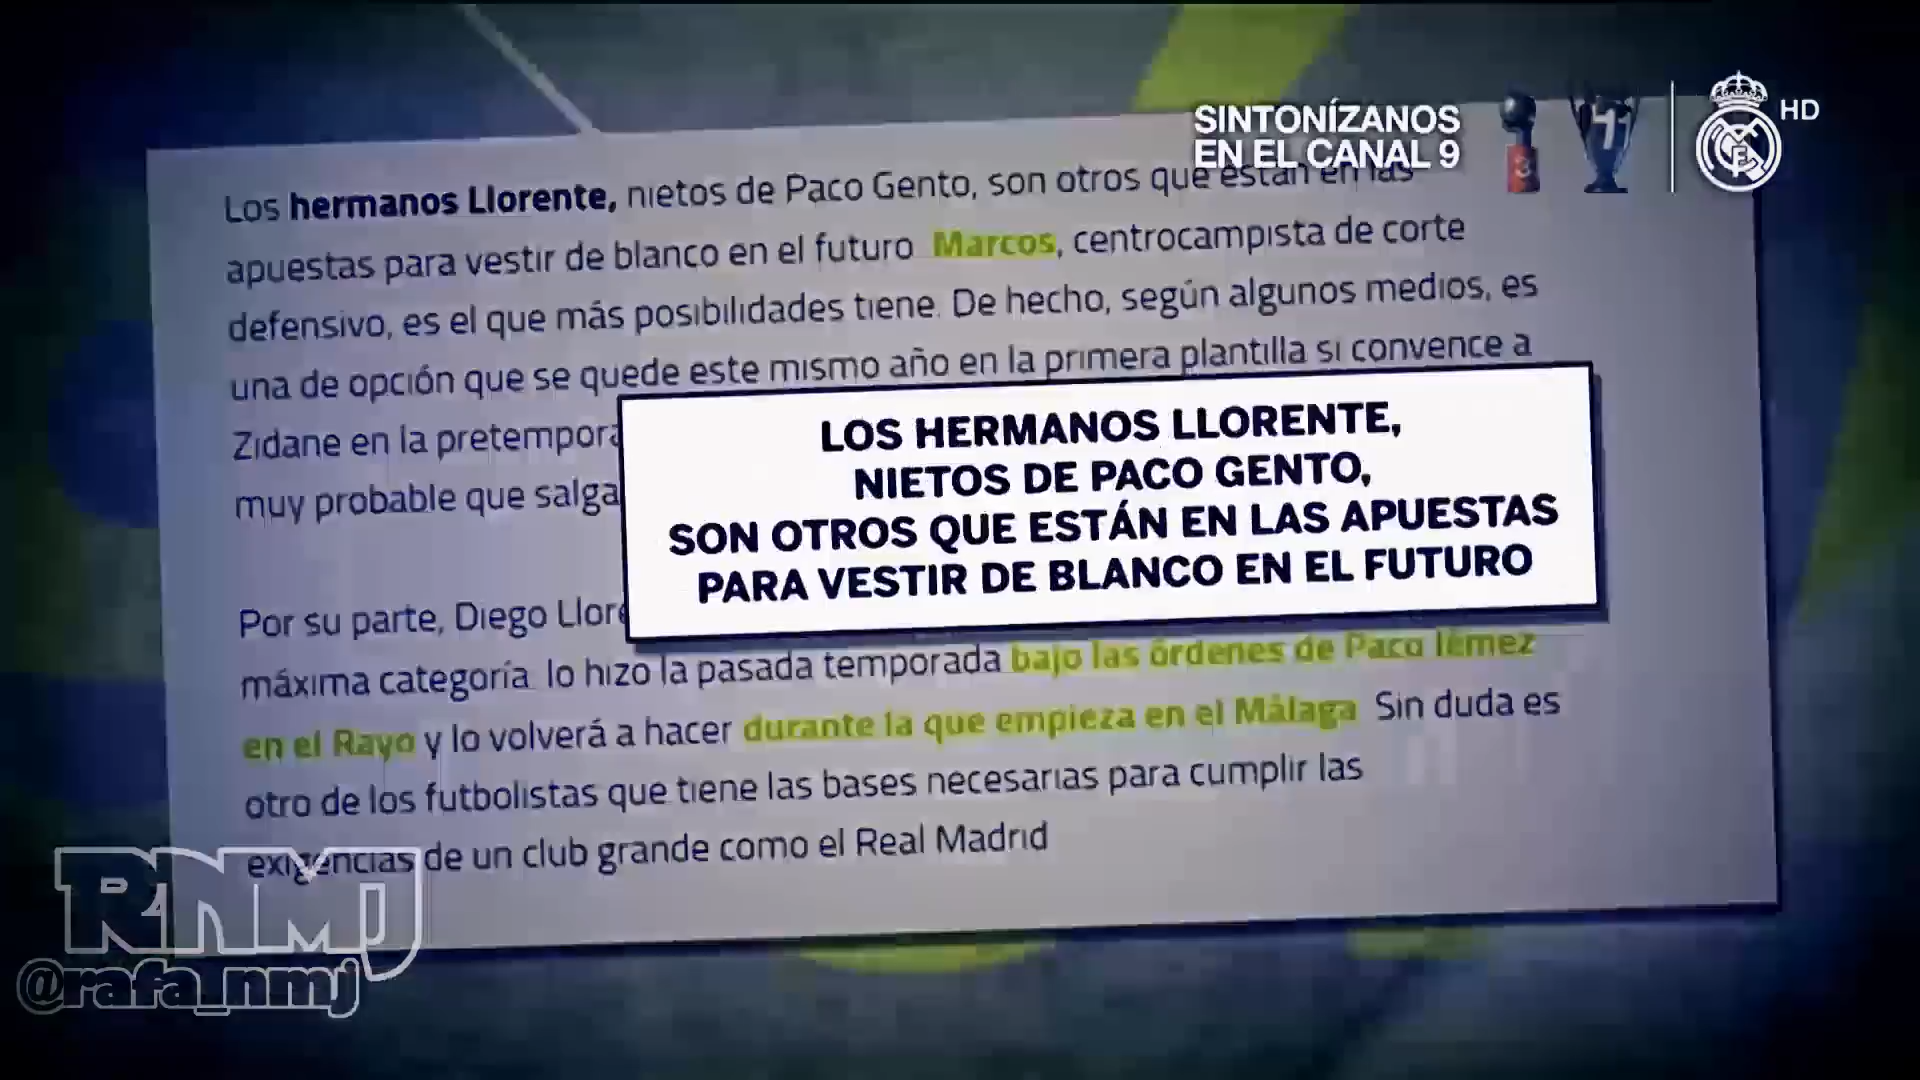 SINTONÍZANOS
EN EL CANAL 9
HD
Los hermanos Llorente, nietos de Paco Gento, son otros que están en las
apuestas para vestir de blanco en el futuro Marcos, centrocampista de corte
defensivo, es el que más posibilidades tiene. De hecho, según algunos medios, es
una de opción que se quede este mismo año en la primera plantilla si convence a
Zidane en la pretempora
muy probable que salga
LOS HERMANOS LLORENTE,
NIETOS DE PACO GENTO,
SON OTROS QUE ESTÁN EN LAS APUESTAS
PARA VESTIR DE BLANCO EN EL FUTURO
Por su parte, Diego Llore
máxima categoría lo hizo la pasada temporada bajo las órdenes de Paco Jémez
en el Rayo y lo volverá a hacer durante la que empieza en el Málaga Sin duda es
otro de los futbolistas que tiene las bases necesarias para cumplir las
exigencias de un club grande como el Real Madrid
RNMJ
@rafa_nmj